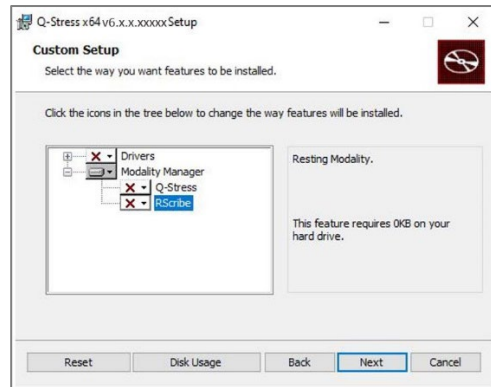 Q-Stress x64 v6.x.x.xxxxx Setup
Custom Setup
Select the way you want features to be installed.
Click the icons in the tree below to change the way features will be installed.
Drivers
Modality Manager
Q-Stress
RScribe
Resting Modality.
This feature requires 0KB on your
hard drive.
Reset
Disk Usage
Back
Next
Cancel